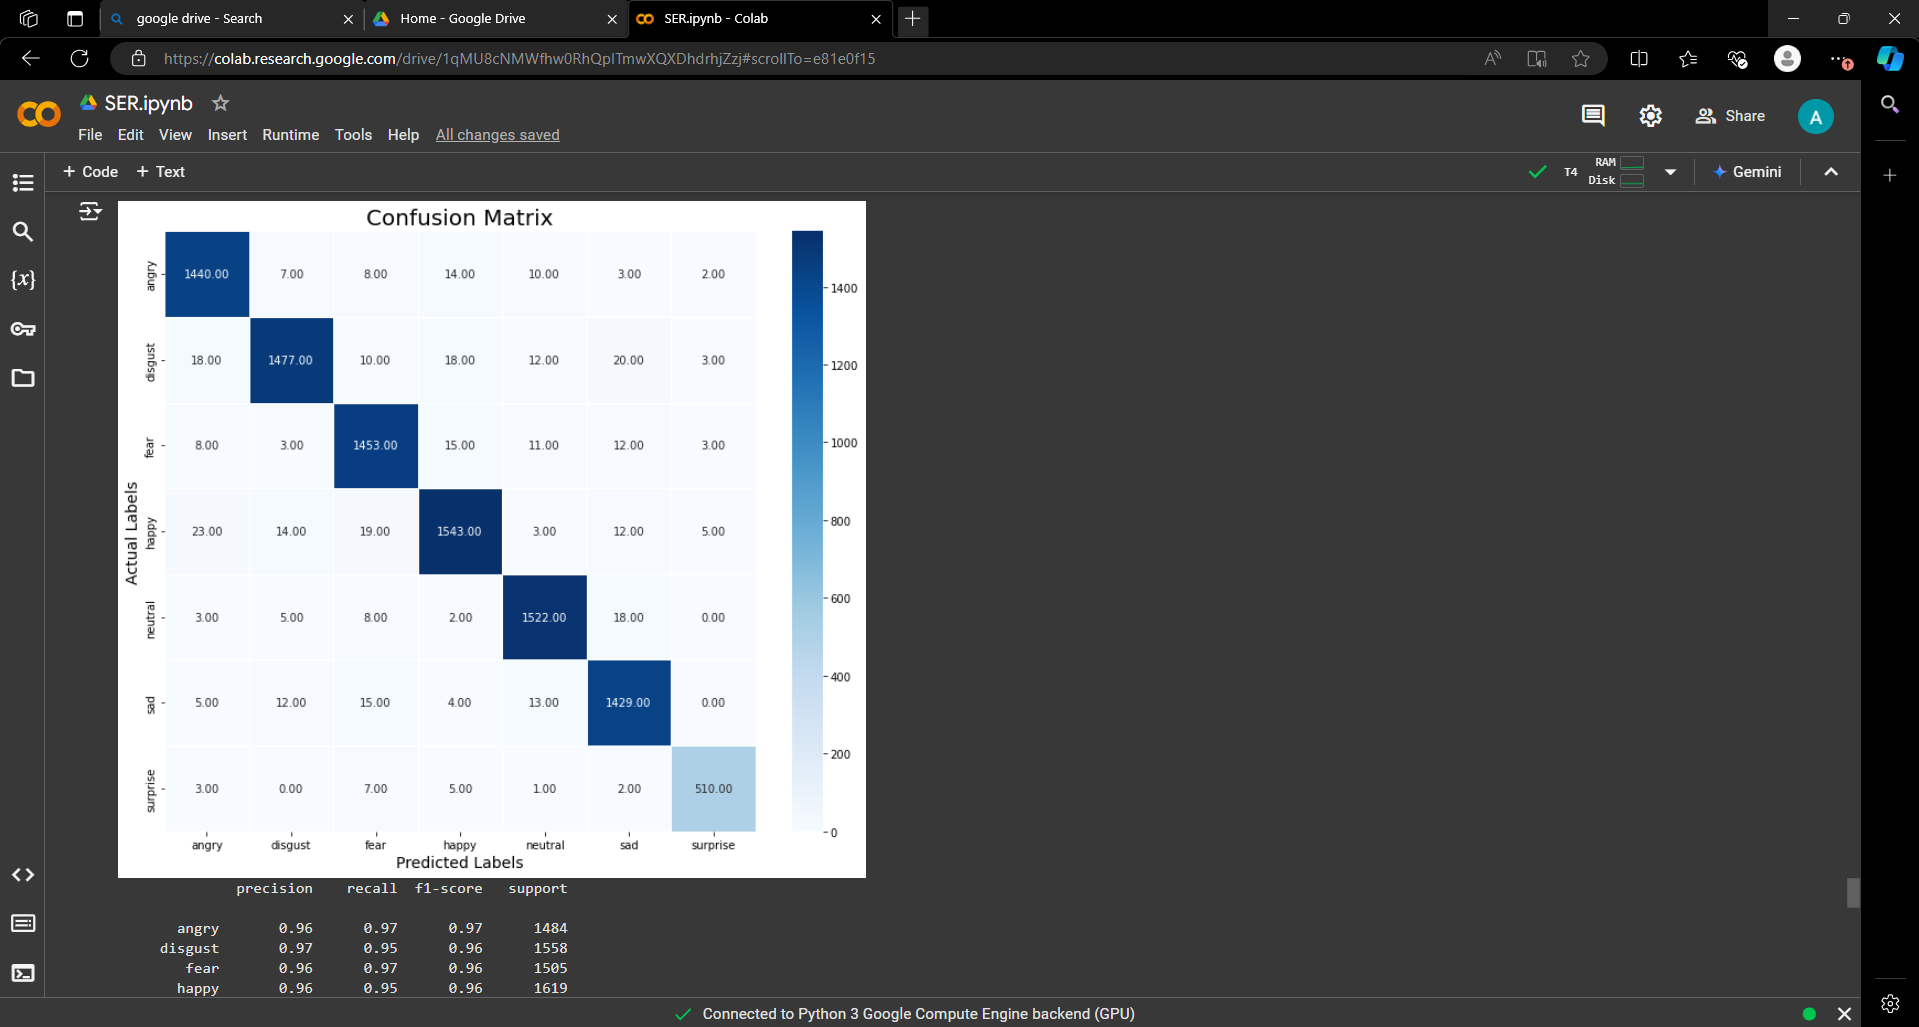 google drive - Search
Home - Google Drive
SER.ipynb - Colab
https://colab.research.google.com/drive/1qMU8cNMWfhw0RhQpITmwXQXDhdrhjZzj#scrollTo=e81e0f15
SER.ipynb
File Edit View Insert Runtime Tools Help All changes saved
Share
A
+ Code + Text
T4 RAM Disk
Gemini
Confusion Matrix
angry 1440.00 7.00 8.00 14.00 10.00 3.00 2.00
disgust 18.00 1477.00 10.00 18.00 12.00 20.00 3.00
fear 8.00 3.00 1453.00 15.00 11.00 12.00 3.00
happy 23.00 14.00 19.00 1543.00 3.00 12.00 5.00
neutral 3.00 5.00 8.00 2.00 1522.00 18.00 0.00
sad 5.00 12.00 15.00 4.00 13.00 1429.00 0.00
surprise 3.00 0.00 7.00 5.00 1.00 2.00 510.00
Actual Labels
angry disgust fear happy neutral sad surprise
Predicted Labels
1400
1200
1000
800
600
400
200
0
precision recall f1-score support
angry 0.96 0.97 0.97 1484
disgust 0.97 0.95 0.96 1558
fear 0.96 0.97 0.96 1505
happy 0.96 0.95 0.96 1619
Connected to Python 3 Google Compute Engine backend (GPU)